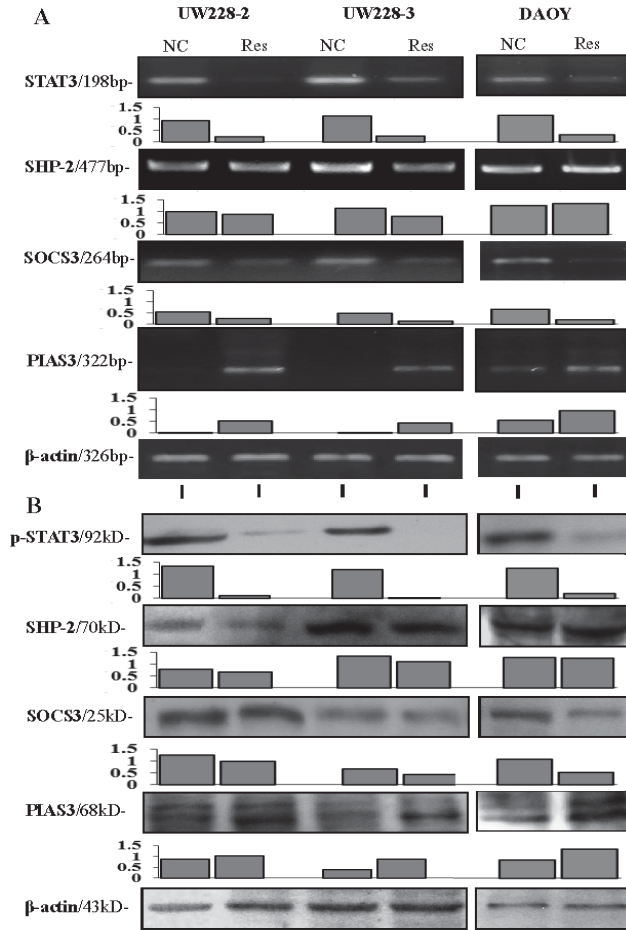 A
UW228-2 UW228-3 DAOY
NC Res NC Res NC Res
STAT3/198bp-
1.5
1
0.5
0
SHP-2/477bp-
1.5
1
0.5
0
SOCS3/264bp-
1.5
1
0.5
0
PIAS3/322bp-
1.5
1
0.5
0
β-actin/326bp-
B
p-STAT3/92kD-
1.5
1
0.5
0
SHP-2/70kD-
1.5
1
0.5
0
SOCS3/25kD-
1.5
1
0.5
0
PIAS3/68kD-
1.5
1
0.5
0
β-actin/43kD-